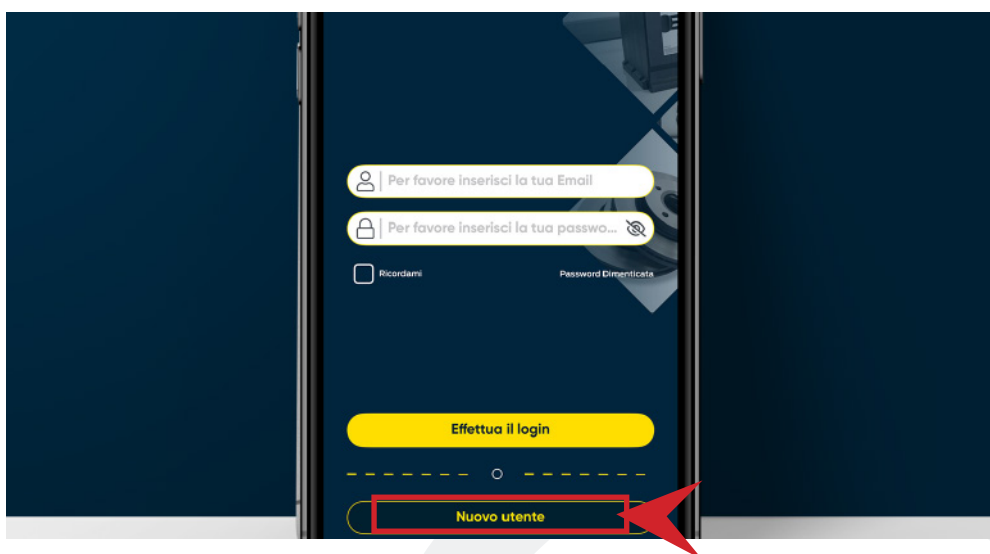 Per favore inserisci la tua Email
Per favore inserisci la tua passwo...
Ricordami
Password Dimenticata
Effettua il login
O
Nuovo utente